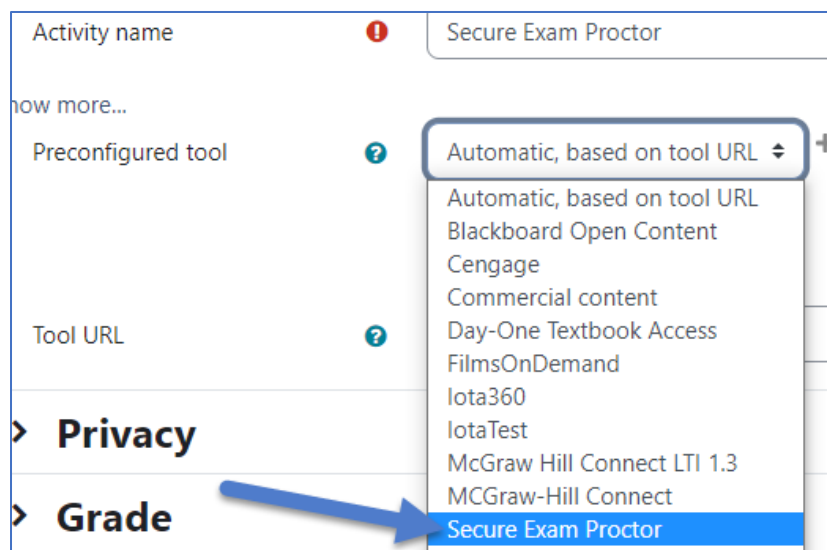 Activity name
Secure Exam Proctor
how more...
Preconfigured tool
Automatic, based on tool URL
Automatic, based on tool URL
Blackboard Open Content
Cengage
Commercial content
Day-One Textbook Access
FilmsOnDemand
Iota360
IotaTest
McGraw Hill Connect LTI 1.3
MCGraw-Hill Connect
Secure Exam Proctor
Tool URL
Privacy
Grade